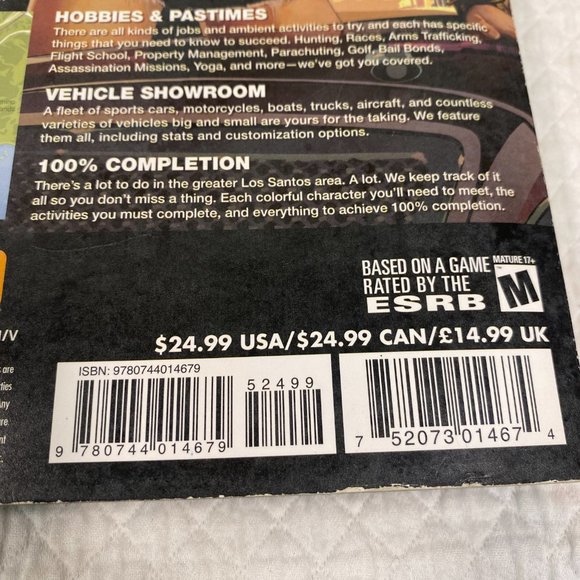 HOBBIES & PASTIMES
There are all kinds of jobs and ambient activities to try, and each has specific
things that you need to know to succeed. Hunting, Races, Arms Trafficking,
Flight School, Property Management, Parachuting, Golf, Bail Bonds,
Assassination Missions, Yoga, and more—we've got you covered.
VEHICLE SHOWROOM
A fleet of sports cars, motorcycles, boats, trucks, aircraft, and countless
varieties of vehicles big and small are yours for the taking. We feature
them all, including stats and customization options.
100% COMPLETION
There's a lot to do in the greater Los Santos area. A lot. We keep track of it
all so you don't miss a thing. Each colorful character you'll need to meet, the
activities you must complete, and everything to achieve 100% completion.
BASED ON A GAME
RATED BY THE
ESRB
MATURE 17+
M
$24.99 USA/$24.99 CAN/£14.99 UK
ISBN: 9780744014679
52499
9 780744 014679
7 52073 01467 4
I/V
s are
ties
Any
ure.
nt